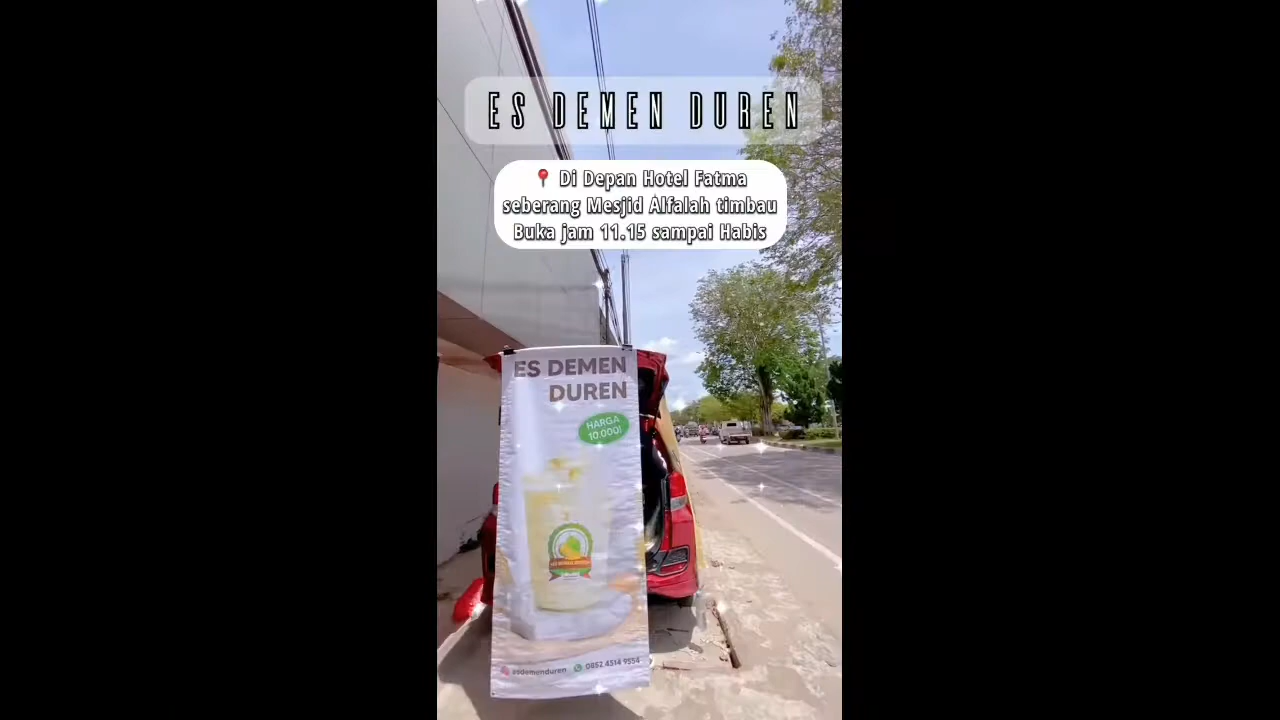 ES DEMEN DUREN
📍 Di Depan Hotel Fatma
seberang Mesjid Alfalah timbau
Buka jam 11.15 sampai Habis
ES DEMEN
DUREN
HARGA
10.000!
esdemenduren 0852 4514 9554